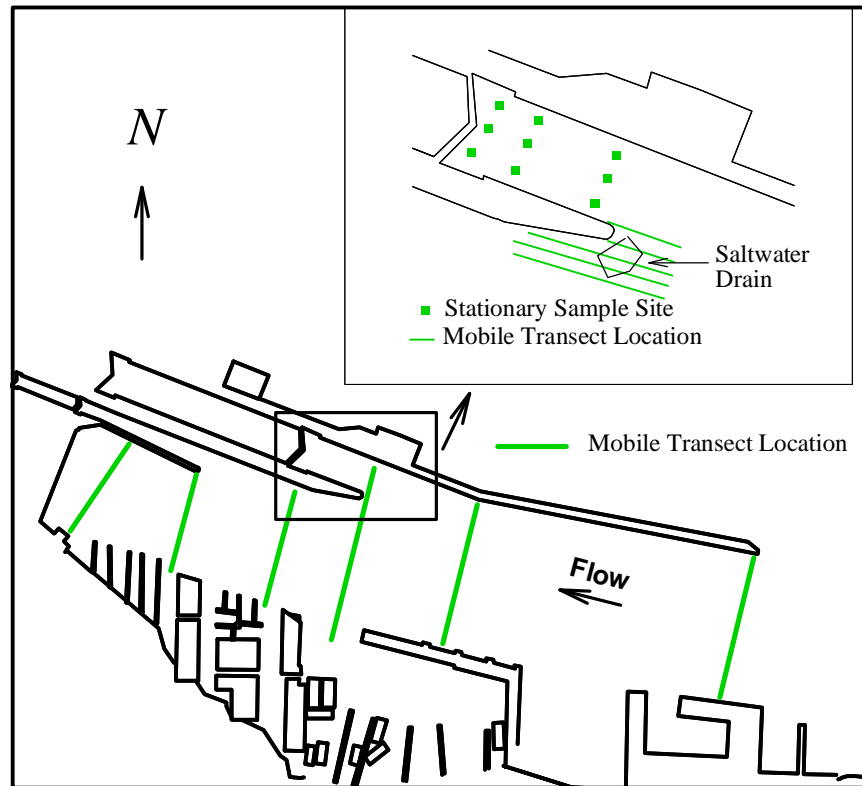 N
Saltwater
Drain
Stationary Sample Site
Mobile Transect Location
Mobile Transect Location
Flow